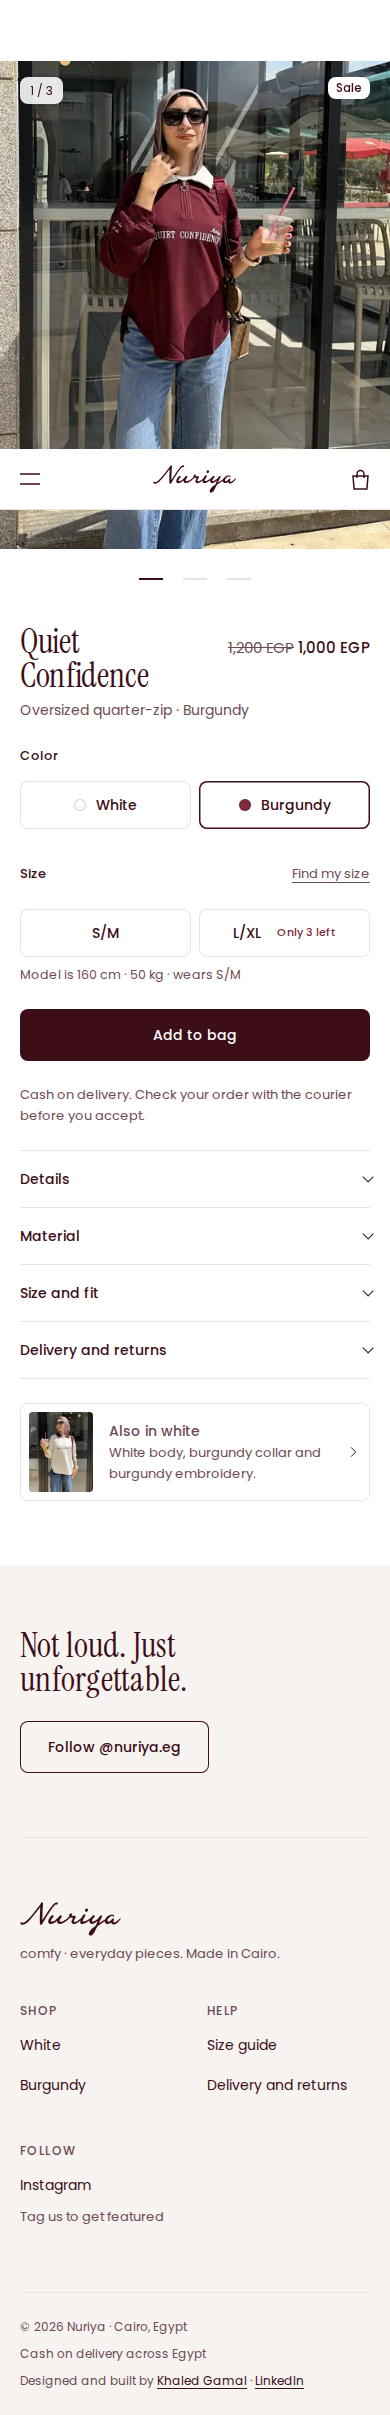 1 / 3
Sale
QUIET CONFIDENCE
Nuriya
Quiet
Confidence
1,200 EGP 1,000 EGP
Oversized quarter-zip · Burgundy
Color
White
Burgundy
Size
Find my size
S/M
L/XL Only 3 left
Model is 160 cm · 50 kg · wears S/M
Add to bag
Cash on delivery. Check your order with the courier
before you accept.
Details
Material
Size and fit
Delivery and returns
Also in white
White body, burgundy collar and
burgundy embroidery.
Not loud. Just
unforgettable.
Follow @nuriya.eg
Nuriya
comfy · everyday pieces. Made in Cairo.
SHOP
White
Burgundy
HELP
Size guide
Delivery and returns
FOLLOW
Instagram
Tag us to get featured
© 2026 Nuriya · Cairo, Egypt
Cash on delivery across Egypt
Designed and built by Khaled Gamal · LinkedIn